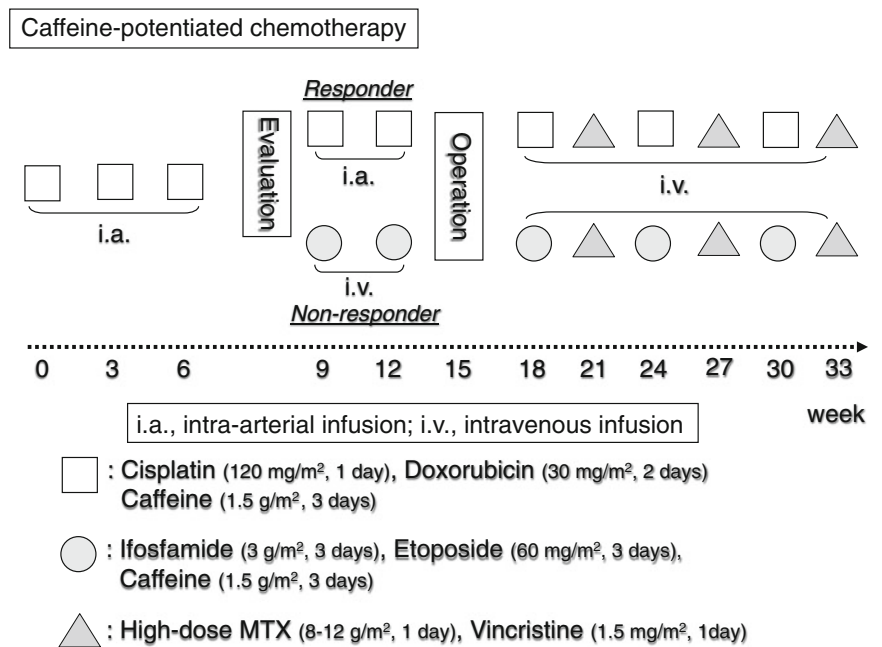 Caffeine-potentiated chemotherapy
Responder
Evaluation
Operation
i.a.
i.a.
i.v.
i.v.
Non-responder
0 3 6 9 12 15 18 21 24 27 30 33
week
i.a., intra-arterial infusion; i.v., intravenous infusion
: Cisplatin (120 mg/m², 1 day), Doxorubicin (30 mg/m², 2 days)
Caffeine (1.5 g/m², 3 days)
: Ifosfamide (3 g/m², 3 days), Etoposide (60 mg/m², 3 days),
Caffeine (1.5 g/m², 3 days)
: High-dose MTX (8-12 g/m², 1 day), Vincristine (1.5 mg/m², 1day)